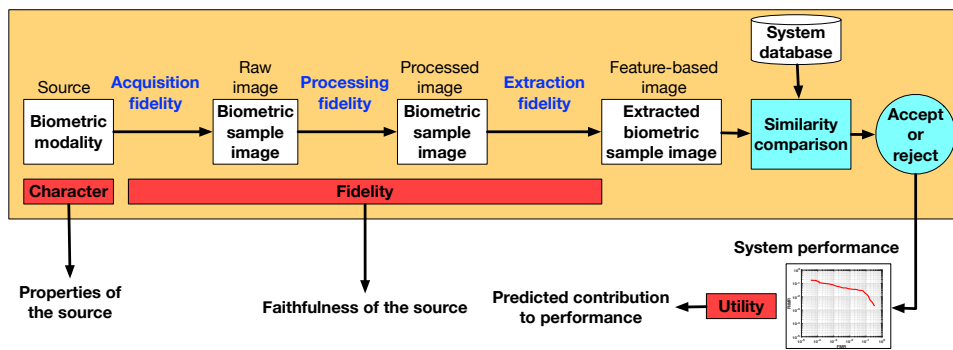 System
database
Source
Acquisition
fidelity
Raw
image
Processing
fidelity
Processed
image
Extraction
fidelity
Feature-based
image
Biometric
modality
Biometric
sample
image
Biometric
sample
image
Extracted
biometric
sample image
Similarity
comparison
Accept
or
reject
Character
Fidelity
System performance
Properties of
the source
Faithfulness of the source
Predicted contribution
to performance
Utility